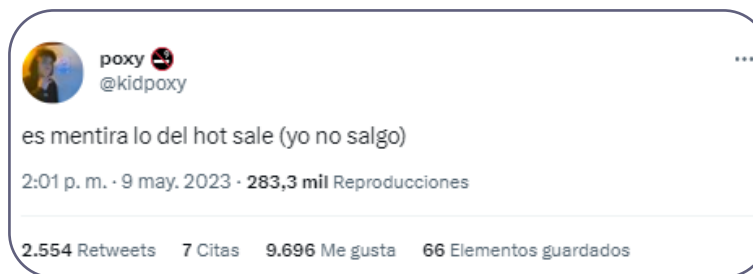 poxy 🚭
@kidpoxy
es mentira lo del hot sale (yo no salgo)
2:01 p. m. · 9 may. 2023 · 283,3 mil Reproducciones
2.554 Retweets 7 Citas 9.696 Me gusta 66 Elementos guardados